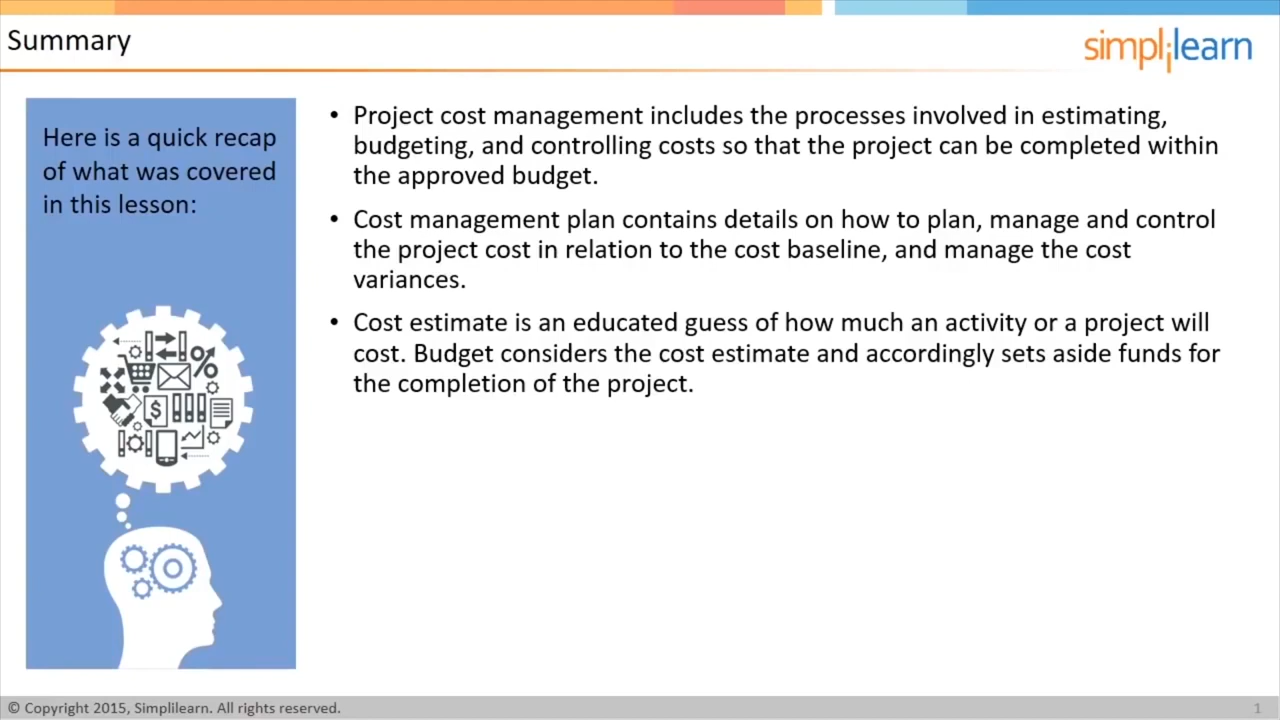 Summary
simplilearn
Here is a quick recap
of what was covered
in this lesson:
• Project cost management includes the processes involved in estimating,
budgeting, and controlling costs so that the project can be completed within
the approved budget.
• Cost management plan contains details on how to plan, manage and control
the project cost in relation to the cost baseline, and manage the cost
variances.
• Cost estimate is an educated guess of how much an activity or a project will
cost. Budget considers the cost estimate and accordingly sets aside funds for
the completion of the project.
% 
$
© Copyright 2015, Simplilearn. All rights reserved.
1